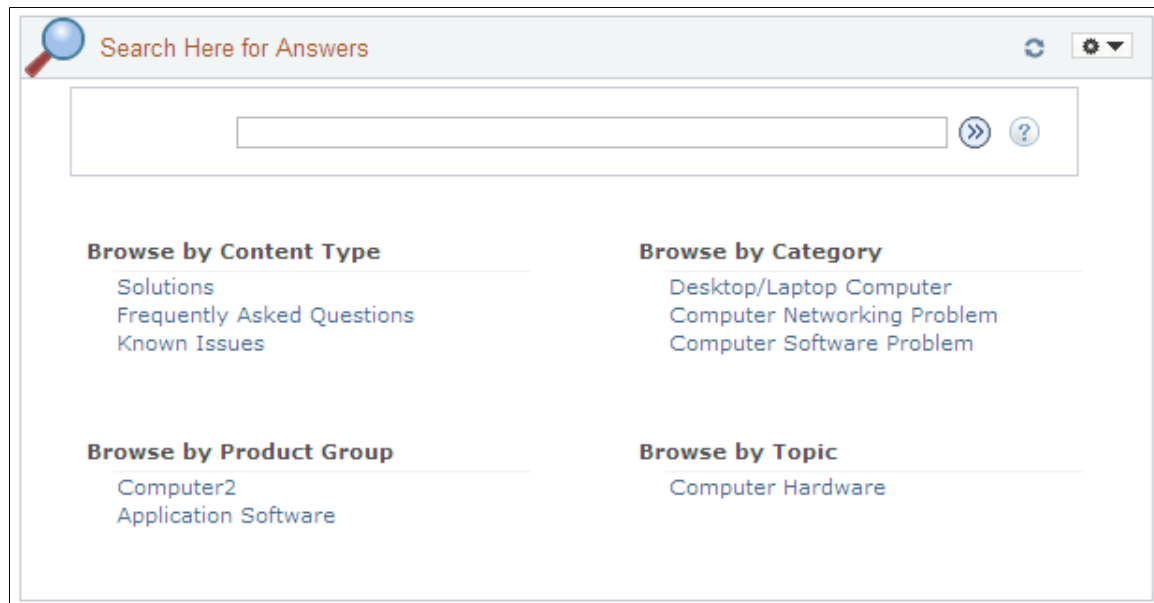 Search Here for Answers
Browse by Content Type
Solutions
Frequently Asked Questions
Known Issues
Browse by Category
Desktop/Laptop Computer
Computer Networking Problem
Computer Software Problem
Browse by Product Group
Computer2
Application Software
Browse by Topic
Computer Hardware